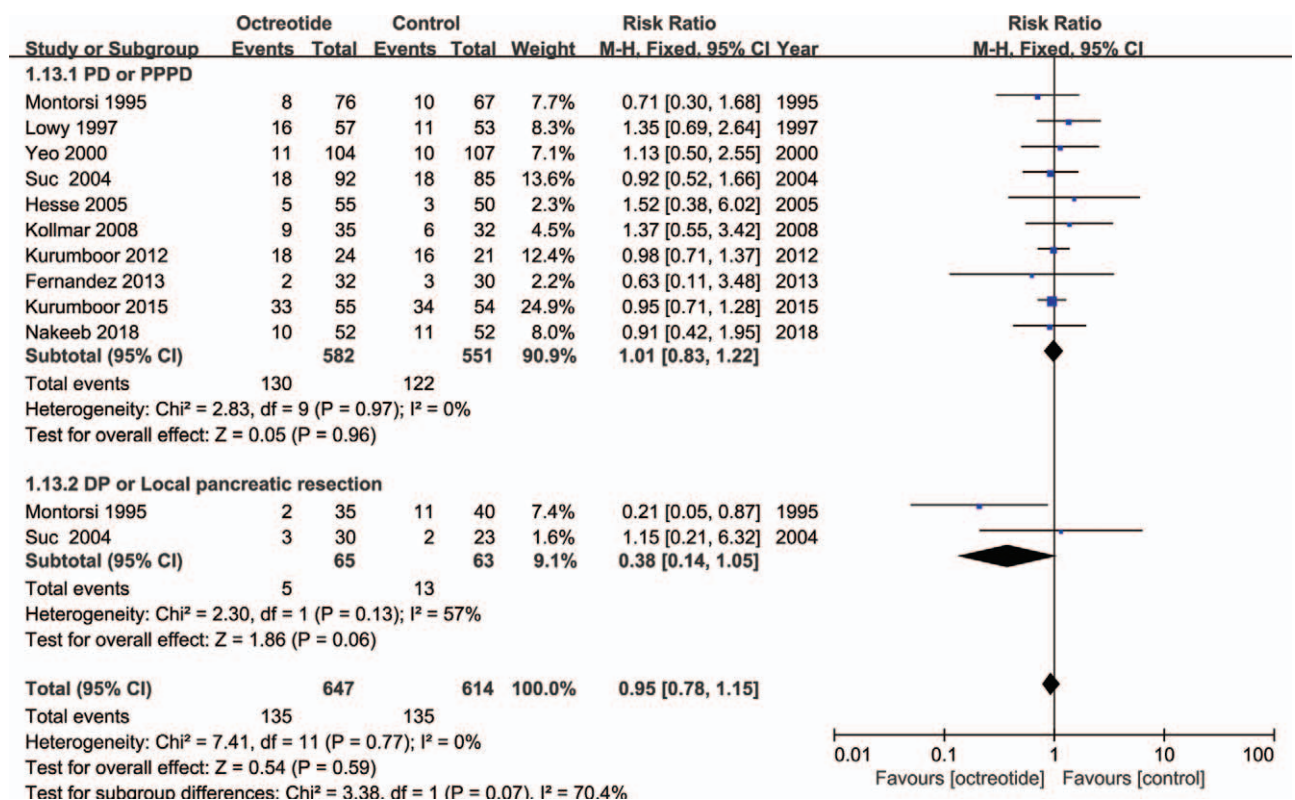 Octreotide Control Risk Ratio Risk Ratio
Study or Subgroup Events Total Events Total Weight M-H, Fixed, 95% CI Year M-H, Fixed, 95% CI
1.13.1 PD or PPPD
Montorsi 1995 8 76 10 67 7.7% 0.71 [0.30, 1.68] 1995
Lowy 1997 16 57 11 53 8.3% 1.35 [0.69, 2.64] 1997
Yeo 2000 11 104 10 107 7.1% 1.13 [0.50, 2.55] 2000
Suc 2004 18 92 18 85 13.6% 0.92 [0.52, 1.66] 2004
Hesse 2005 5 55 3 50 2.3% 1.52 [0.38, 6.02] 2005
Kollmar 2008 9 35 6 32 4.5% 1.37 [0.55, 3.42] 2008
Kurumboor 2012 18 24 16 21 12.4% 0.98 [0.71, 1.37] 2012
Fernandez 2013 2 32 3 30 2.2% 0.63 [0.11, 3.48] 2013
Kurumboor 2015 33 55 34 54 24.9% 0.95 [0.71, 1.28] 2015
Nakeeb 2018 10 52 11 52 8.0% 0.91 [0.42, 1.95] 2018
Subtotal (95% CI) 582 551 90.9% 1.01 [0.83, 1.22]
Total events 130 122
Heterogeneity: Chi² = 2.83, df = 9 (P = 0.97); I² = 0%
Test for overall effect: Z = 0.05 (P = 0.96)
1.13.2 DP or Local pancreatic resection
Montorsi 1995 2 35 11 40 7.4% 0.21 [0.05, 0.87] 1995
Suc 2004 3 30 2 23 1.6% 1.15 [0.21, 6.32] 2004
Subtotal (95% CI) 65 63 9.1% 0.38 [0.14, 1.05]
Total events 5 13
Heterogeneity: Chi² = 2.30, df = 1 (P = 0.13); I² = 57%
Test for overall effect: Z = 1.86 (P = 0.06)
Total (95% CI) 647 614 100.0% 0.95 [0.78, 1.15]
Total events 135 135
Heterogeneity: Chi² = 7.41, df = 11 (P = 0.77); I² = 0%
Test for overall effect: Z = 0.54 (P = 0.59)
Test for subgroup differences: Chi² = 3.38, df = 1 (P = 0.07), I² = 70.4%
0.01 0.1 1 10 100
Favours [octreotide] Favours [control]